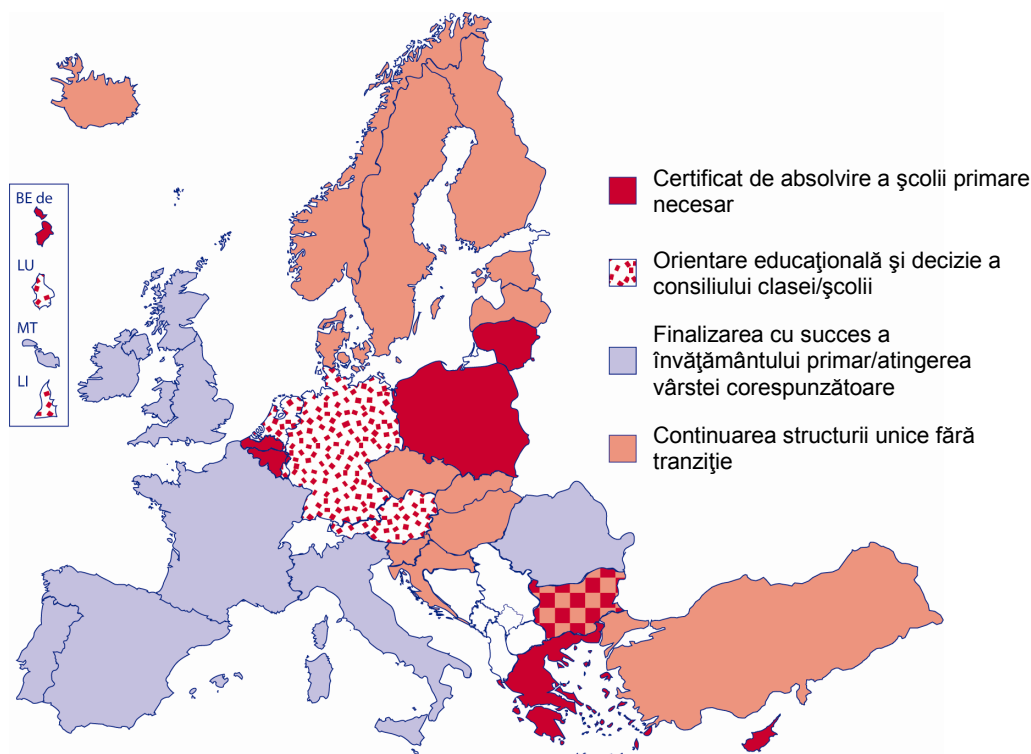 BE de
LU
MT
LI
Certificat de absolvire a şcolii primare
necesar
Orientare educaţională şi decizie a
consiliului clasei/şcolii
Finalizarea cu succes a
învăţământului primar/atingerea
vârstei corespunzătoare
Continuarea structurii unice fără
tranziţie